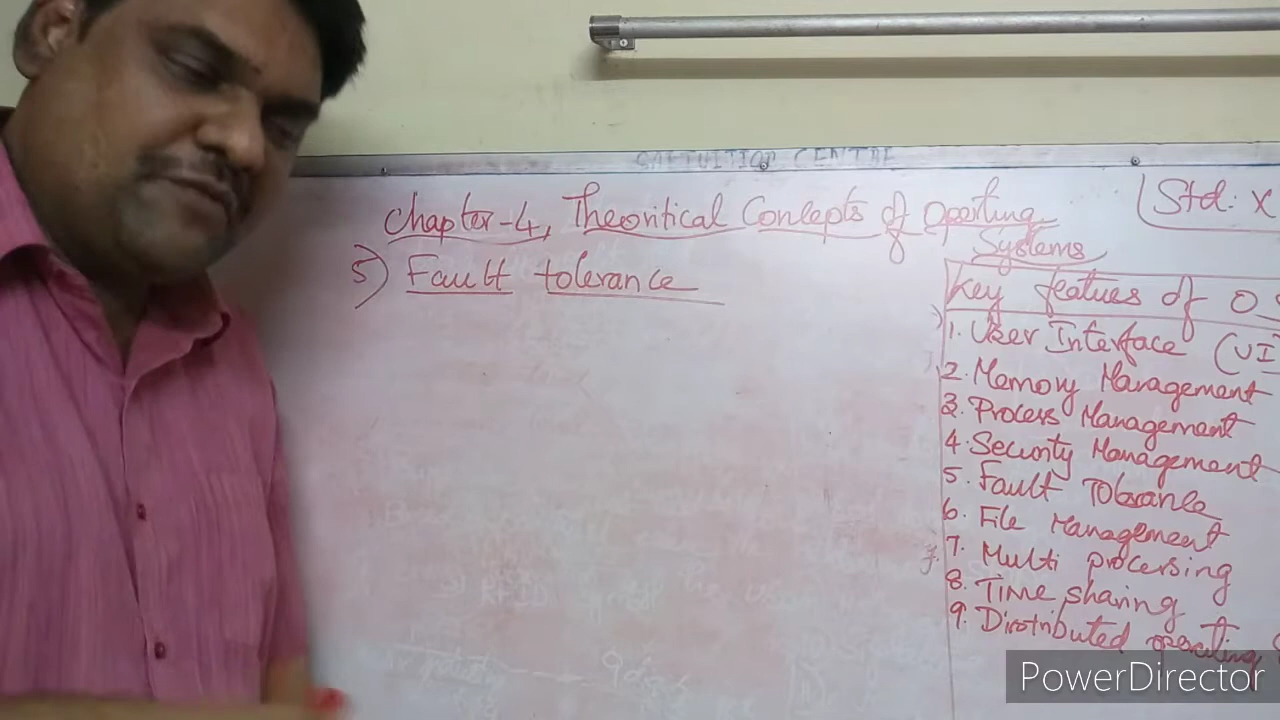 Chapter-4, Theoritical Concepts of Operting
Systems
5) Fault tolerance
Std: X
Key featues of O S
1. User Interface (UI)
2. Memory Management
3. Process Management
4. Security Management
5. Fault Tolerance
6. File Management
7. Multi processing
8. Time sharing
9. Distributed operating
PowerDirector